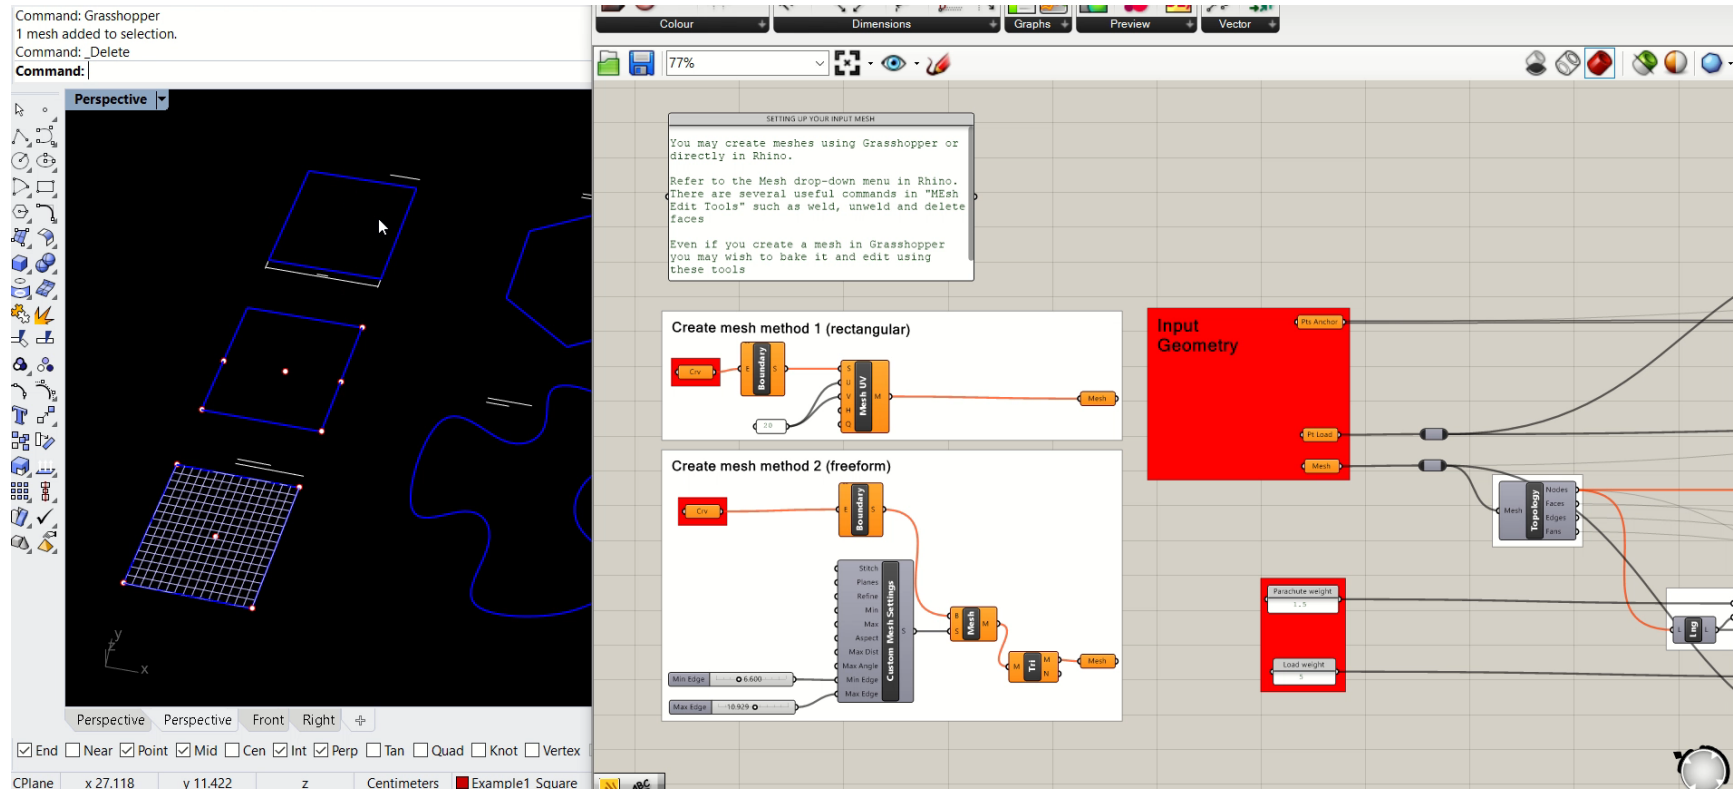 Command: Grasshopper
1 mesh added to selection.
Command: _Delete
Command:
Perspective
y
z
x
Perspective
Perspective
Front
Right
End
Near
Point
Mid
Cen
Int
Perp
Tan
Quad
Knot
Vertex
CPlane
x 27.118
y 11.422
z
Centimeters
Example1_Square
Colour
Dimensions
Graphs
Preview
Vector
77%
SETTING UP YOUR INPUT MESH
You may create meshes using Grasshopper or
directly in Rhino.
Refer to the Mesh drop-down menu in Rhino.
There are several useful commands in "MEsh
Edit Tools" such as weld, unweld and delete
faces
Even if you create a mesh in Grasshopper
you may wish to bake it and edit using
these tools
Create mesh method 1 (rectangular)
Crv
E
Boundary
S
S
U
V
H
Q
Mesh UV
M
20
Mesh
Create mesh method 2 (freeform)
Crv
E
Boundary
S
Stitch
Planes
Refine
Min
Max
Aspect
Max Dist
Max Angle
Min Edge
Max Edge
Custom Mesh Settings
S
Min Edge
6.600
Max Edge
10.929
B
S
Mesh
M
M
Tri
M
N
Mesh
Input
Geometry
Pts Anchor
Pt Load
Mesh
Mesh
Topology
Nodes
Faces
Edges
Fans
Parachute weight
1.5
Load weight
5
L
Lng
L
ABC